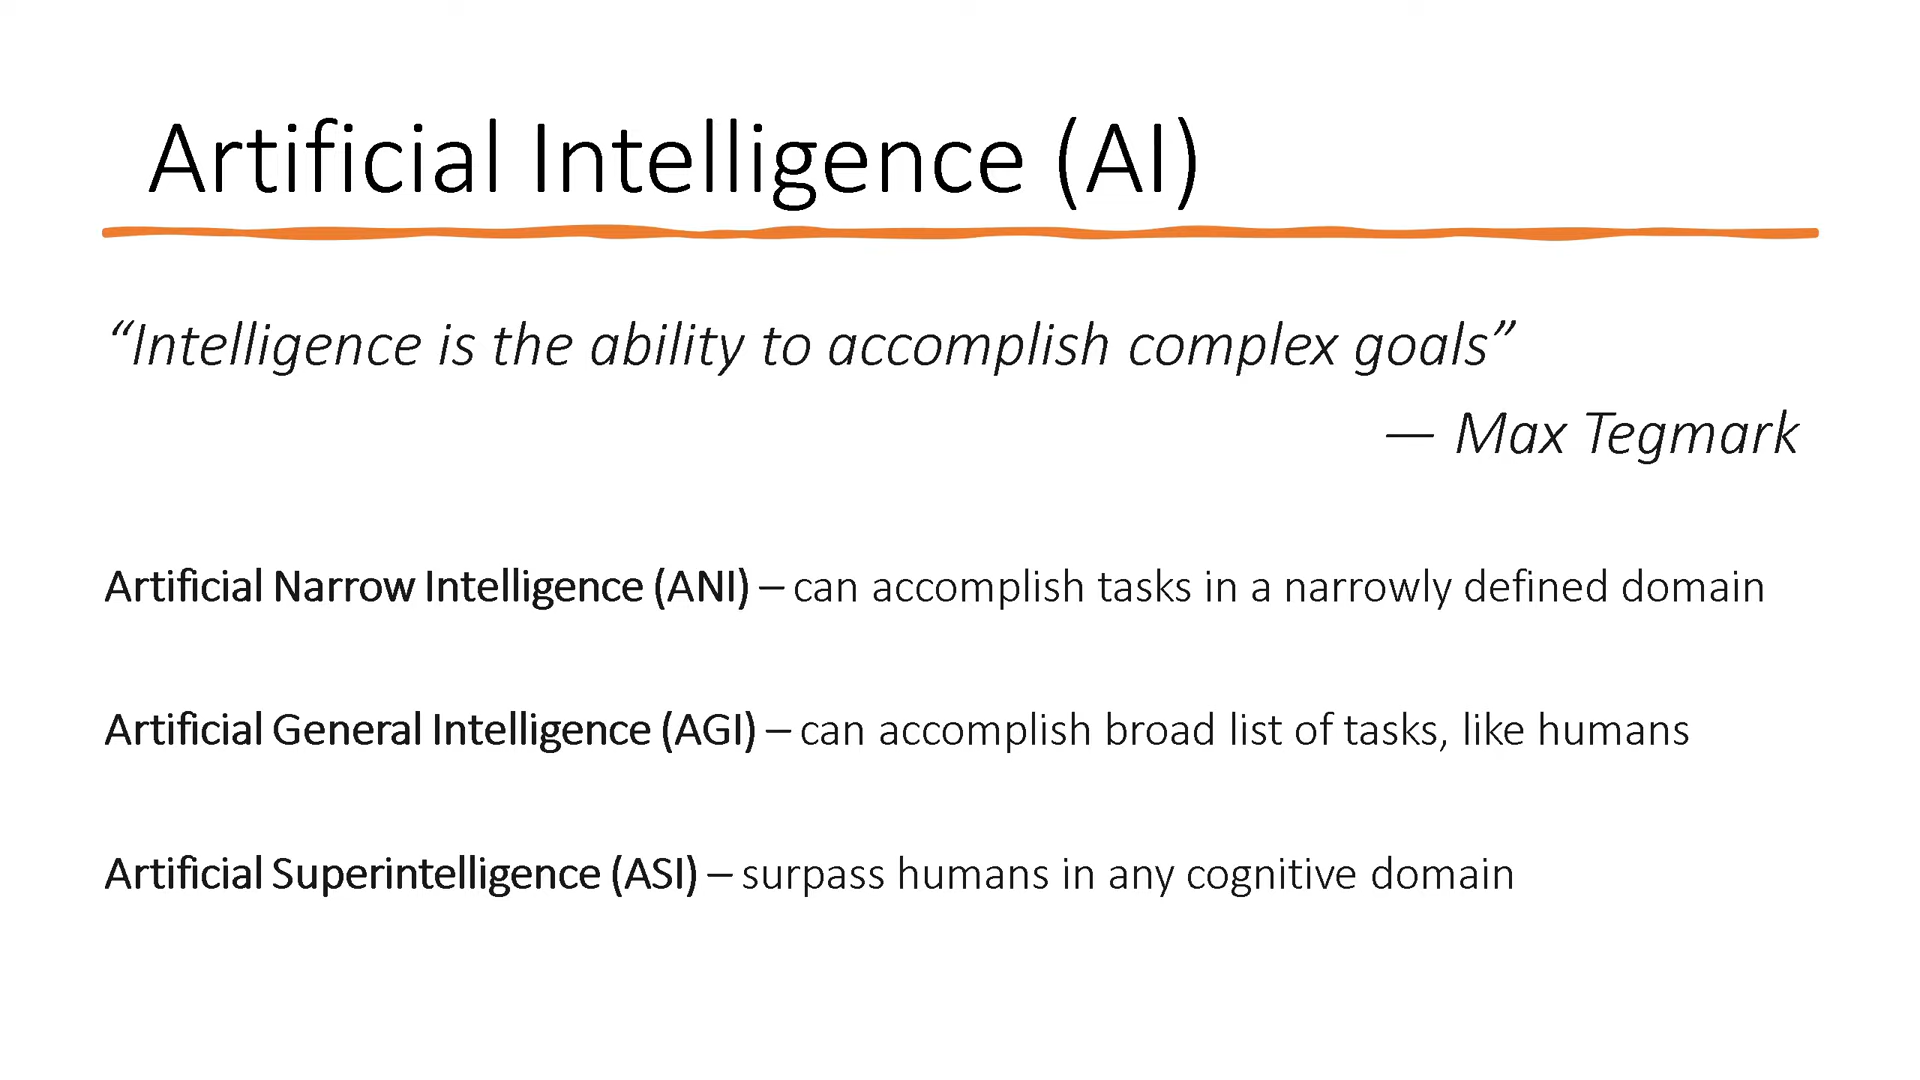 Artificial Intelligence (AI)
“Intelligence is the ability to accomplish complex goals”
— Max Tegmark
Artificial Narrow Intelligence (ANI) – can accomplish tasks in a narrowly defined domain
Artificial General Intelligence (AGI) – can accomplish broad list of tasks, like humans
Artificial Superintelligence (ASI) – surpass humans in any cognitive domain